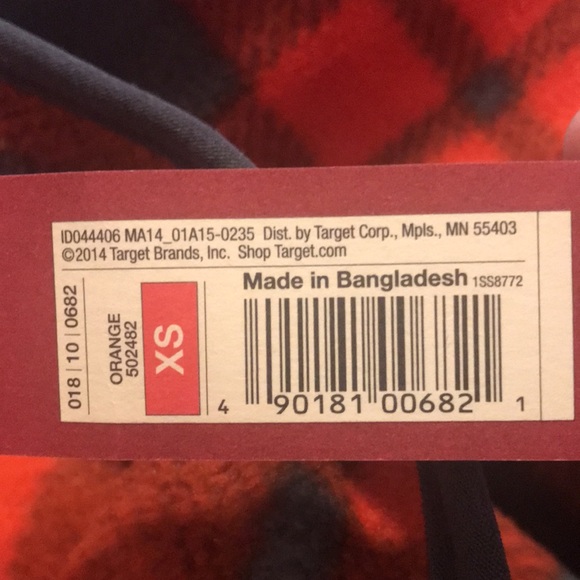 ID044406 MA14_01A15-0235 Dist. by Target Corp., Mpls., MN 55403
©2014 Target Brands, Inc. Shop Target.com
Made in Bangladesh 1SS8772
018 | 10 | 0682
ORANGE
502482
XS
4 90181 00682 1